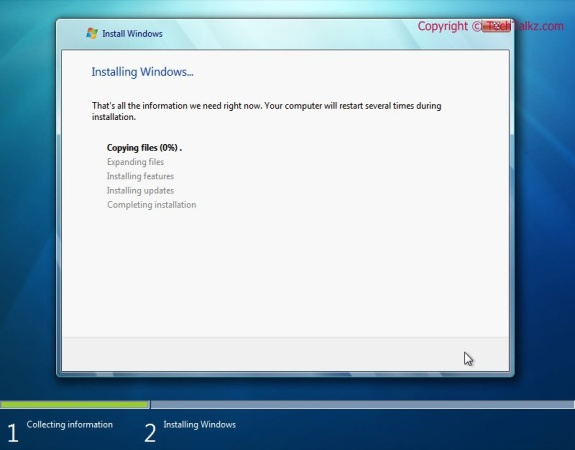 Install Windows
Copyright © TechTalkz.com
Installing Windows...
That's all the information we need right now. Your computer will restart several times during
installation.
Copying files (0%) .
Expanding files
Installing features
Installing updates
Completing installation
1 Collecting information 2 Installing Windows